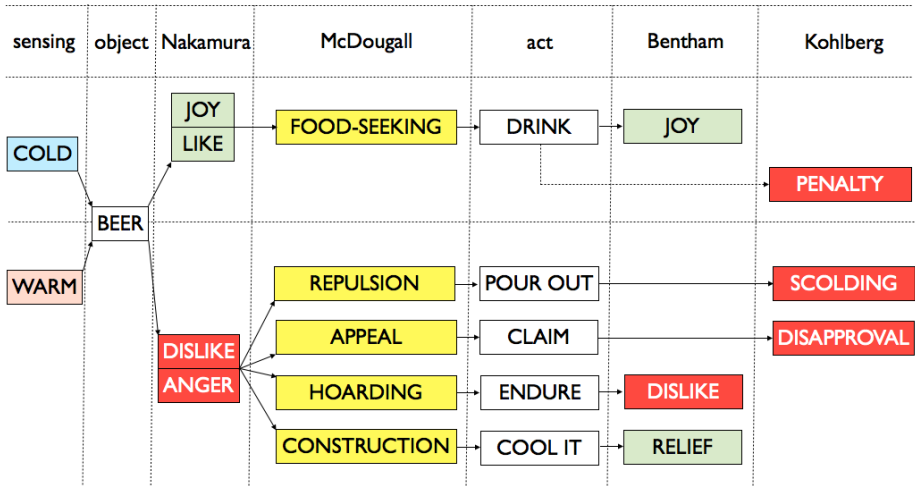 sensing object Nakamura McDougall act Bentham Kohlberg
JOY
LIKE
FOOD-SEEKING
DRINK
JOY
COLD
PENALTY
BEER
WARM
REPULSION
POUR OUT
SCOLDING
DISLIKE
ANGER
APPEAL
CLAIM
DISAPPROVAL
HOARDING
ENDURE
DISLIKE
CONSTRUCTION
COOL IT
RELIEF